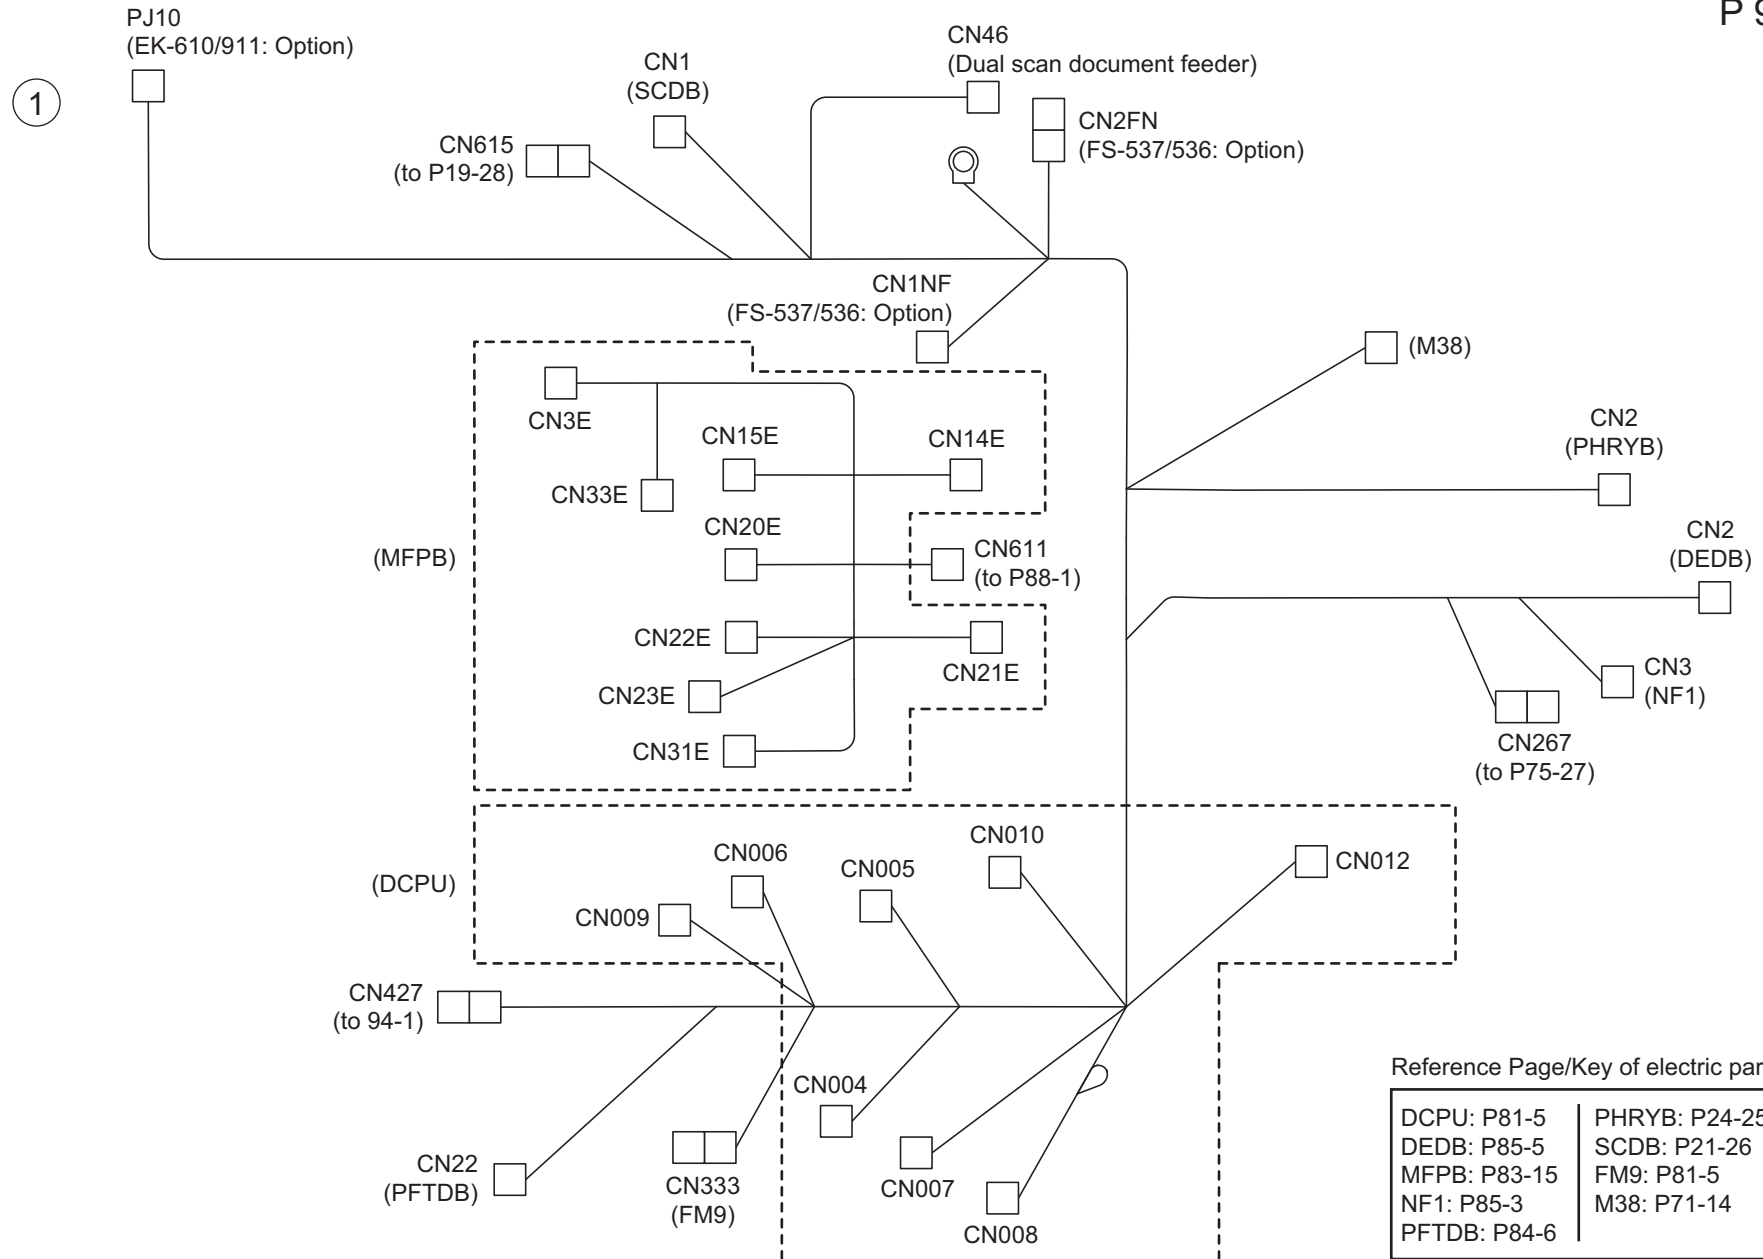 P 9
PJ10
(EK-610/911: Option)
1
CN1
(SCDB)
CN46
(Dual scan document feeder)
CN2FN
(FS-537/536: Option)
CN615
(to P19-28)
CN1NF
(FS-537/536: Option)
(M38)
CN3E
CN15E
CN14E
CN2
(PHRYB)
CN33E
CN20E
CN2
(DEDB)
(MFPB)
CN611
(to P88-1)
CN22E
CN21E
CN23E
CN3
(NF1)
CN31E
CN267
(to P75-27)
CN010
CN006
CN005
CN012
(DCPU)
CN009
CN427
(to 94-1)
CN004
CN22
(PFTDB)
CN333
(FM9)
CN007
CN008
Reference Page/Key of electric par
DCPU: P81-5
DEDB: P85-5
MFPB: P83-15
NF1: P85-3
PFTDB: P84-6
PHRYB: P24-25
SCDB: P21-26
FM9: P81-5
M38: P71-14